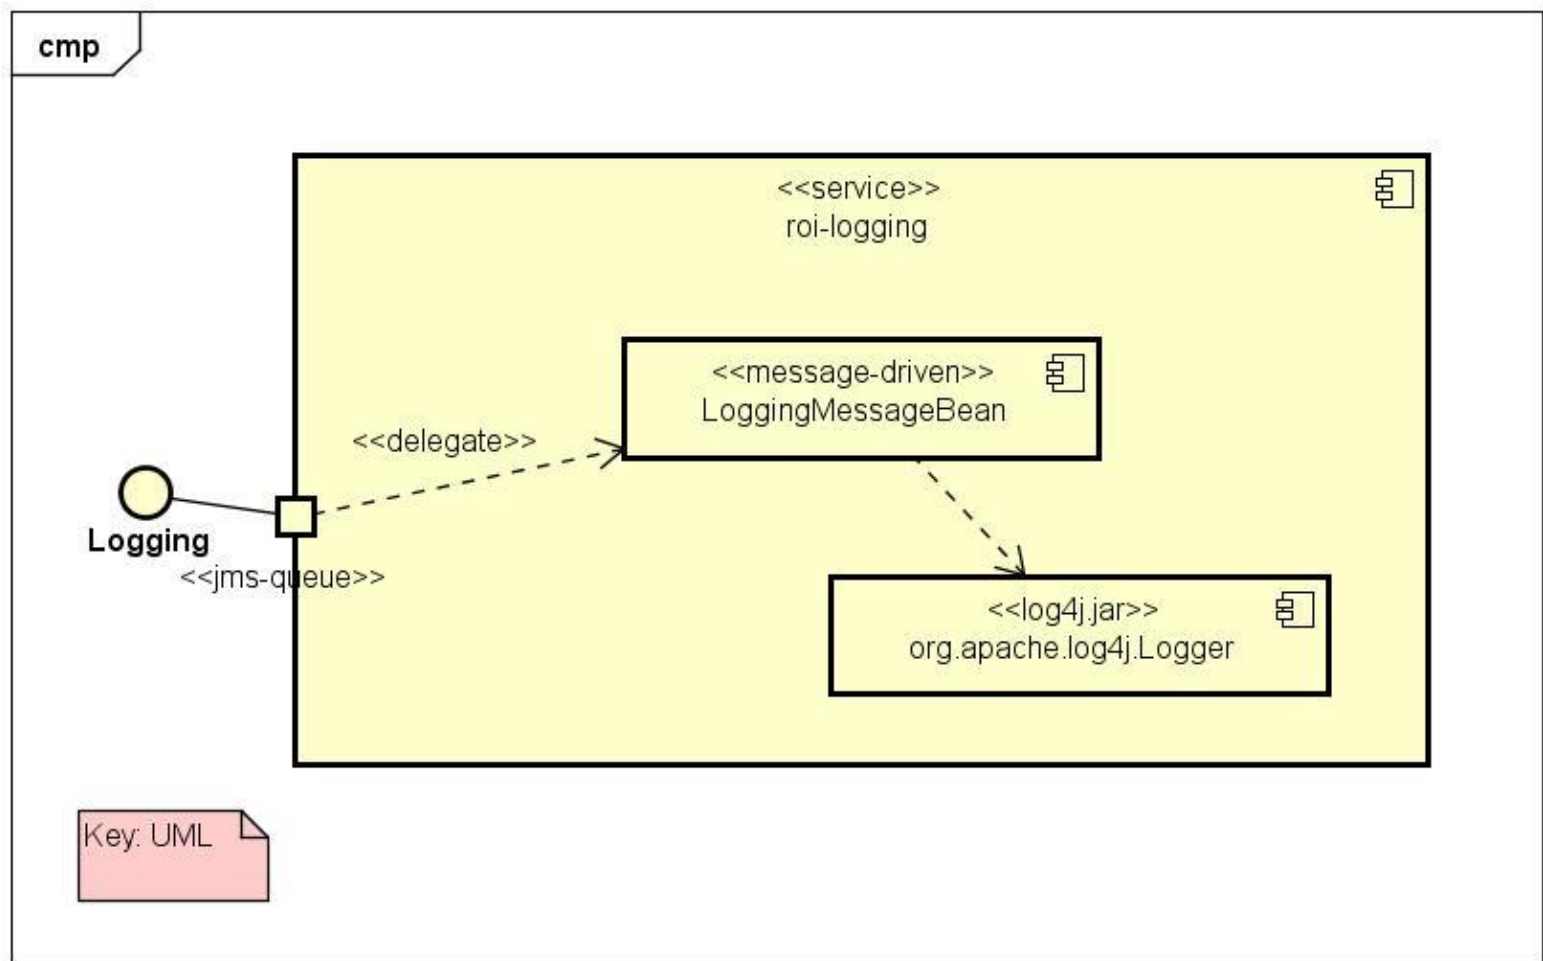 cmp
<<service>>
roi-logging
<<message-driven>>
LoggingMessageBean
<<delegate>>
Logging
<<jms-queue>>
<<log4j.jar>>
org.apache.log4j.Logger
Key: UML